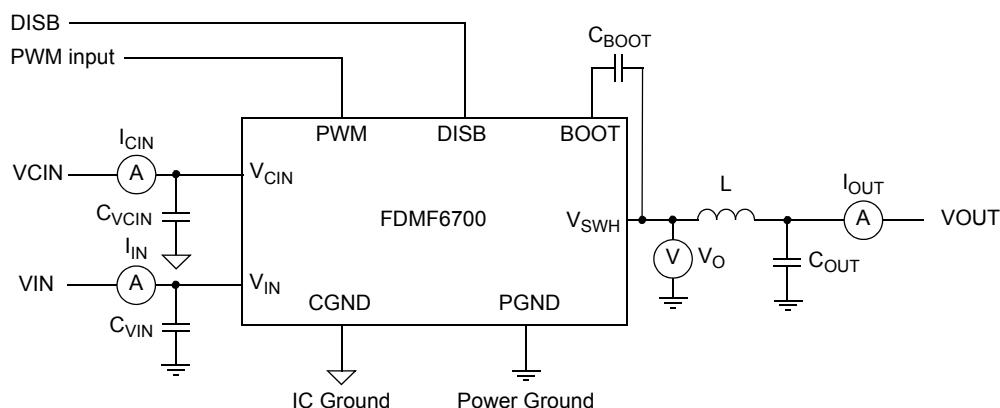 DISB
PWM input
C_BOOT
PWM
DISB
BOOT
I_CIN
VCIN
A
V_CIN
C_VCIN
FDMF6700
V_SWH
L
I_OUT
A
VOUT
V
V_O
C_OUT
I_IN
VIN
A
V_IN
C_VIN
CGND
PGND
IC Ground
Power Ground